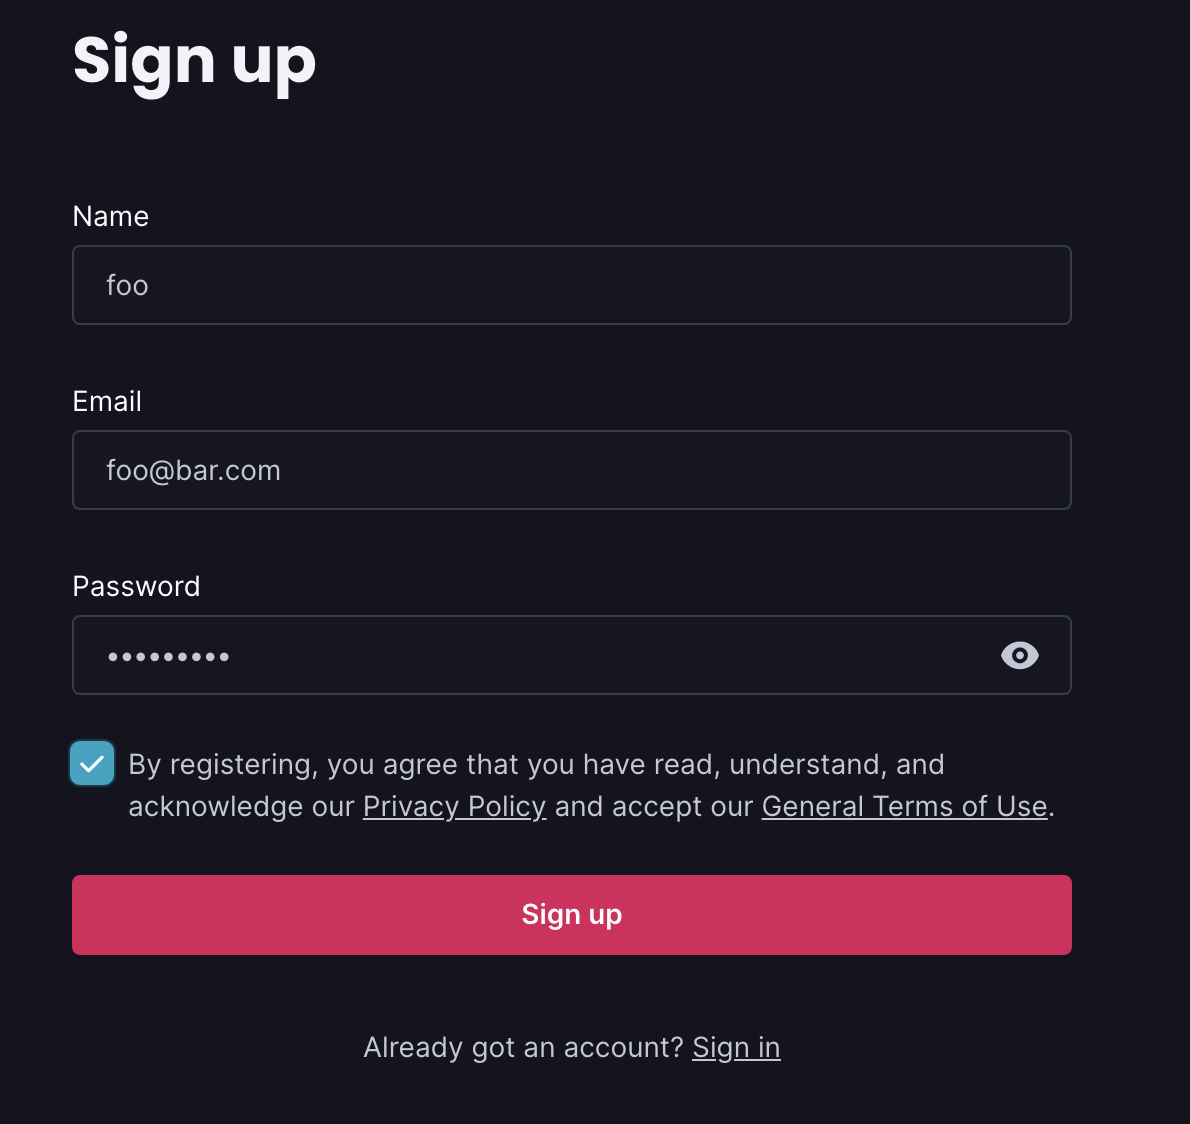 Sign up
Name
foo
Email
foo@bar.com
Password
•••••••••
By registering, you agree that you have read, understand, and
acknowledge our Privacy Policy and accept our General Terms of Use.
Sign up
Already got an account? Sign in